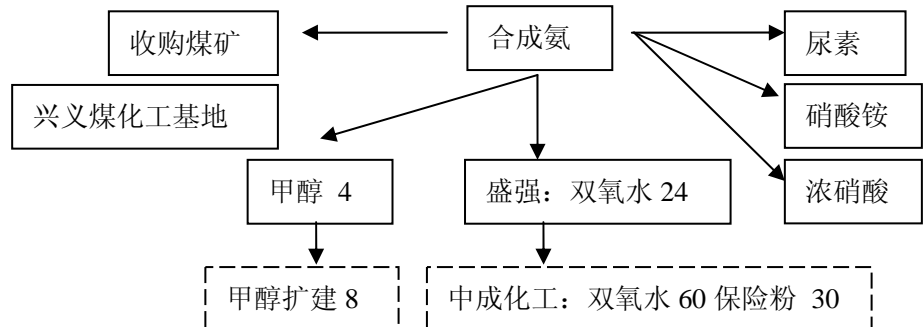 收购煤矿
合成氨
尿素
兴义煤化工基地
硝酸铵
甲醇 4
盛强：双氧水 24
浓硝酸
甲醇扩建 8
中成化工：双氧水 60 保险粉 30